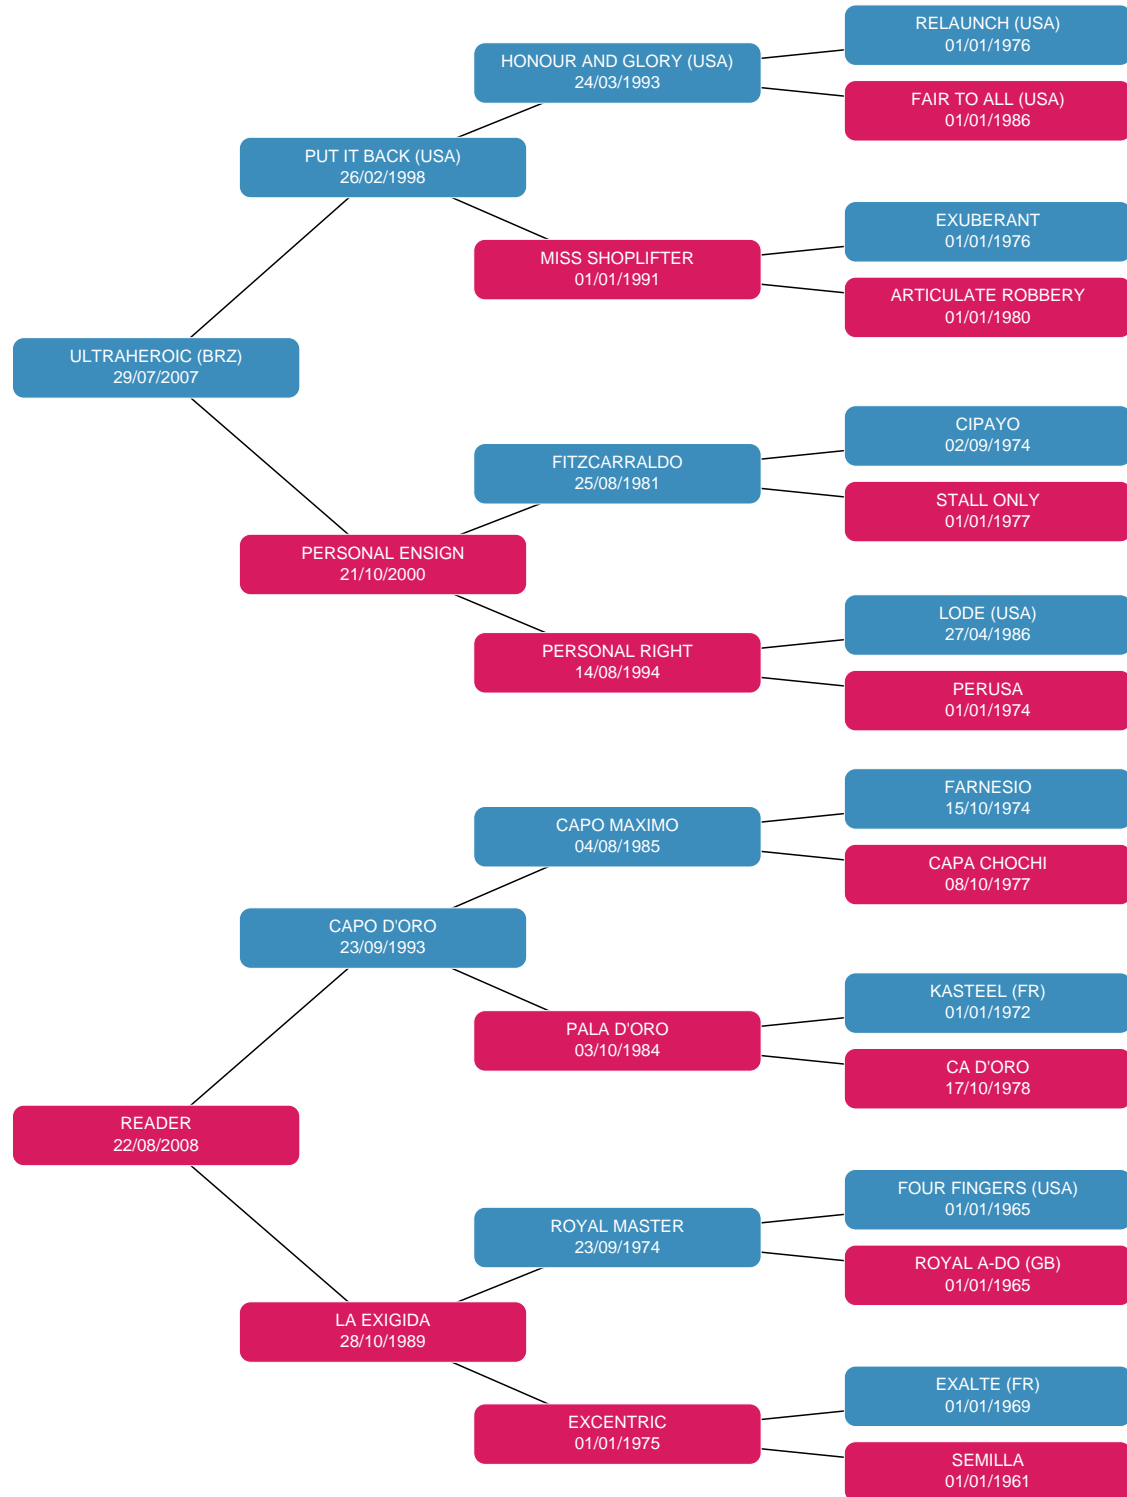 RELAUNCH (USA)
01/01/1976
HONOUR AND GLORY (USA)
24/03/1993
FAIR TO ALL (USA)
01/01/1986
PUT IT BACK (USA)
26/02/1998
EXUBERANT
01/01/1976
MISS SHOPLIFTER
01/01/1991
ARTICULATE ROBBERY
01/01/1980
ULTRAHEROIC (BRZ)
29/07/2007
CIPAYO
02/09/1974
FITZCARRALDO
25/08/1981
STALL ONLY
01/01/1977
PERSONAL ENSIGN
21/10/2000
LODE (USA)
27/04/1986
PERSONAL RIGHT
14/08/1994
PERUSA
01/01/1974
FARNESIO
15/10/1974
CAPO MAXIMO
04/08/1985
CAPA CHOCHI
08/10/1977
CAPO D'ORO
23/09/1993
KASTEEL (FR)
01/01/1972
PALA D'ORO
03/10/1984
CA D'ORO
17/10/1978
READER
22/08/2008
FOUR FINGERS (USA)
01/01/1965
ROYAL MASTER
23/09/1974
ROYAL A-DO (GB)
01/01/1965
LA EXIGIDA
28/10/1989
EXALTE (FR)
01/01/1969
EXCENTRIC
01/01/1975
SEMILLA
01/01/1961